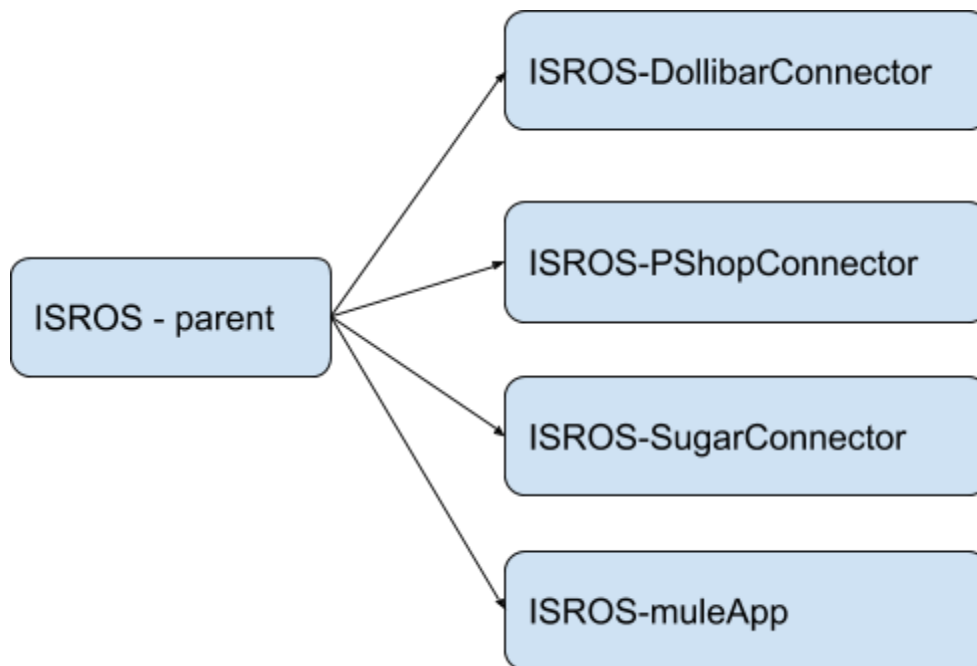 ISROS-DollibarConnector
ISROS-PShopConnector
ISROS - parent
ISROS-SugarConnector
ISROS-muleApp